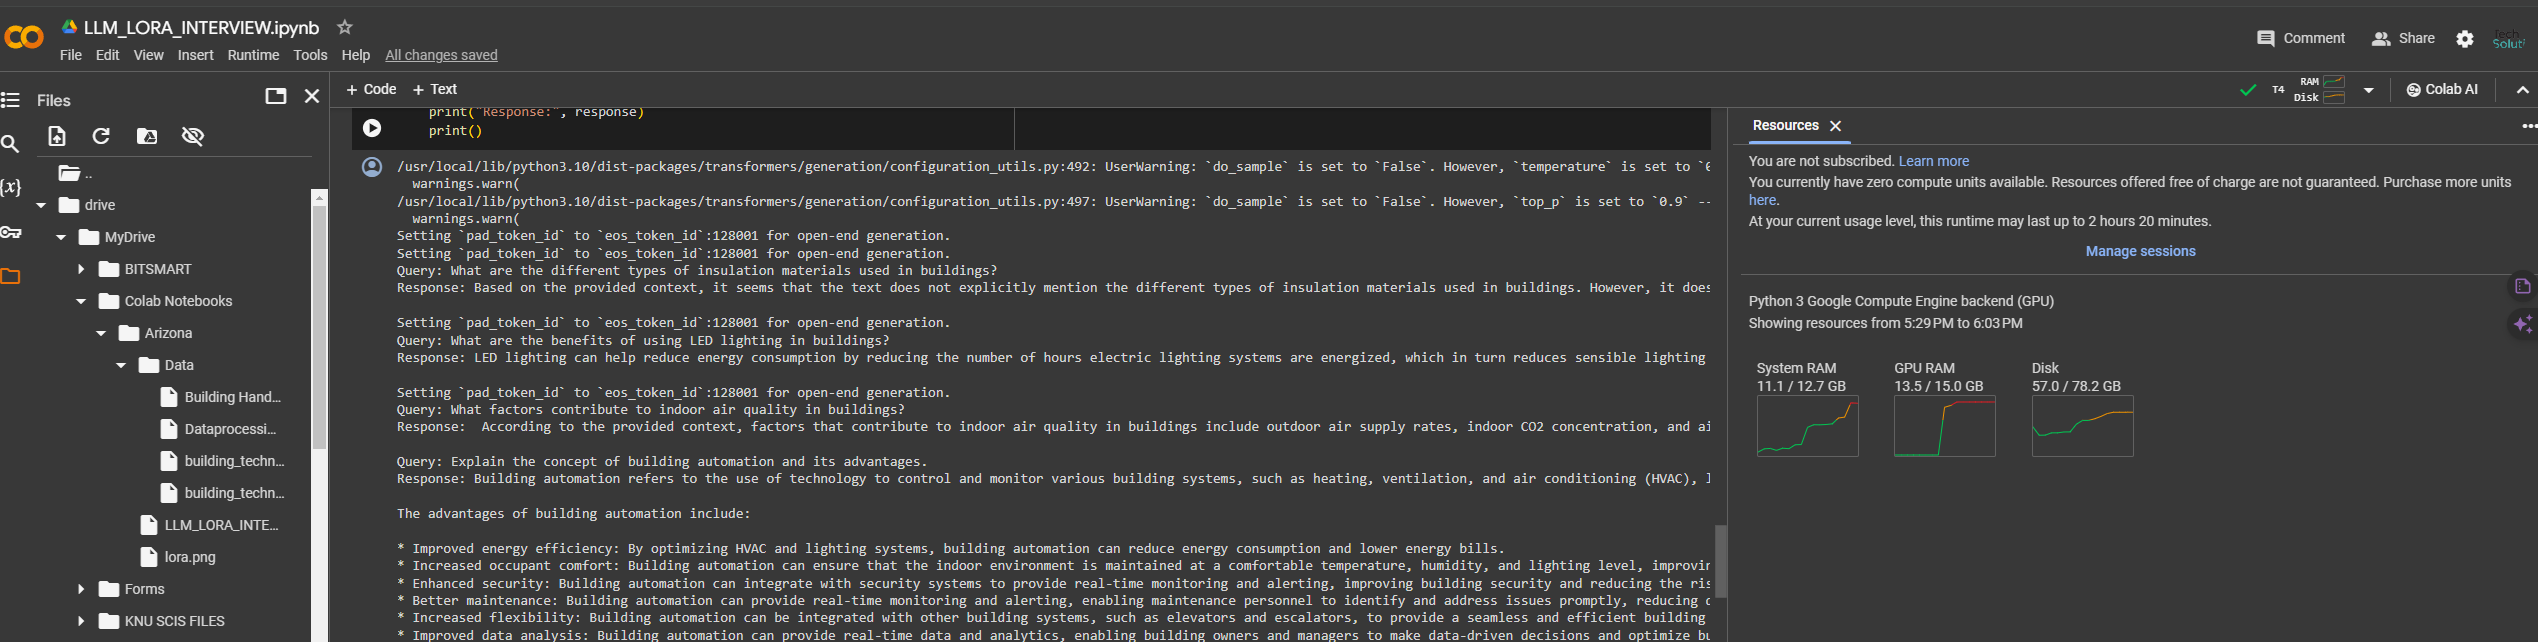 LLM_LORA_INTERVIEW.ipynb
File Edit View Insert Runtime Tools Help All changes saved
Comment Share
Tech
Soluti
Files
+ Code + Text
T4 RAM
Disk
Colab AI
..
drive
MyDrive
BITSMART
Colab Notebooks
Arizona
Data
Building Hand...
Dataprocessi...
building_techn...
building_techn...
LLM_LORA_INTE...
lora.png
Forms
KNU SCIS FILES
{x}
print("Response:", response)
print()
/usr/local/lib/python3.10/dist-packages/transformers/generation/configuration_utils.py:492: UserWarning: `do_sample` is set to `False`. However, `temperature` is set to `0
warnings.warn(
/usr/local/lib/python3.10/dist-packages/transformers/generation/configuration_utils.py:497: UserWarning: `do_sample` is set to `False`. However, `top_p` is set to `0.9` --
warnings.warn(
Setting `pad_token_id` to `eos_token_id`:128001 for open-end generation.
Setting `pad_token_id` to `eos_token_id`:128001 for open-end generation.
Query: What are the different types of insulation materials used in buildings?
Response: Based on the provided context, it seems that the text does not explicitly mention the different types of insulation materials used in buildings. However, it does
Setting `pad_token_id` to `eos_token_id`:128001 for open-end generation.
Query: What are the benefits of using LED lighting in buildings?
Response: LED lighting can help reduce energy consumption by reducing the number of hours electric lighting systems are energized, which in turn reduces sensible lighting
Setting `pad_token_id` to `eos_token_id`:128001 for open-end generation.
Query: What factors contribute to indoor air quality in buildings?
Response:  According to the provided context, factors that contribute to indoor air quality in buildings include outdoor air supply rates, indoor CO2 concentration, and ai
Query: Explain the concept of building automation and its advantages.
Response: Building automation refers to the use of technology to control and monitor various building systems, such as heating, ventilation, and air conditioning (HVAC), l
The advantages of building automation include:
* Improved energy efficiency: By optimizing HVAC and lighting systems, building automation can reduce energy consumption and lower energy bills.
* Increased occupant comfort: Building automation can ensure that the indoor environment is maintained at a comfortable temperature, humidity, and lighting level, improvin
* Enhanced security: Building automation can integrate with security systems to provide real-time monitoring and alerting, improving building security and reducing the ris
* Better maintenance: Building automation can provide real-time monitoring and alerting, enabling maintenance personnel to identify and address issues promptly, reducing d
* Increased flexibility: Building automation can be integrated with other building systems, such as elevators and escalators, to provide a seamless and efficient building
* Improved data analysis: Building automation can provide real-time data and analytics, enabling building owners and managers to make data-driven decisions and optimize bu
Resources
You are not subscribed. Learn more
You currently have zero compute units available. Resources offered free of charge are not guaranteed. Purchase more units
here.
At your current usage level, this runtime may last up to 2 hours 20 minutes.
Manage sessions
Python 3 Google Compute Engine backend (GPU)
Showing resources from 5:29 PM to 6:03 PM
System RAM
11.1 / 12.7 GB
GPU RAM
13.5 / 15.0 GB
Disk
57.0 / 78.2 GB